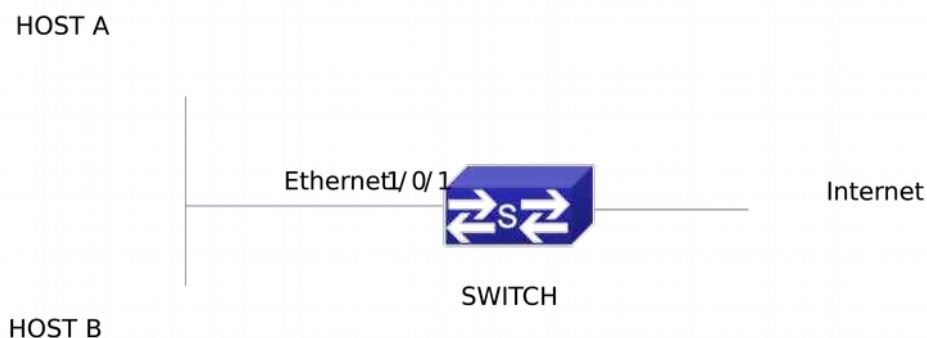 HOST A
Ethernet1/0/1
S
Internet
SWITCH
HOST B